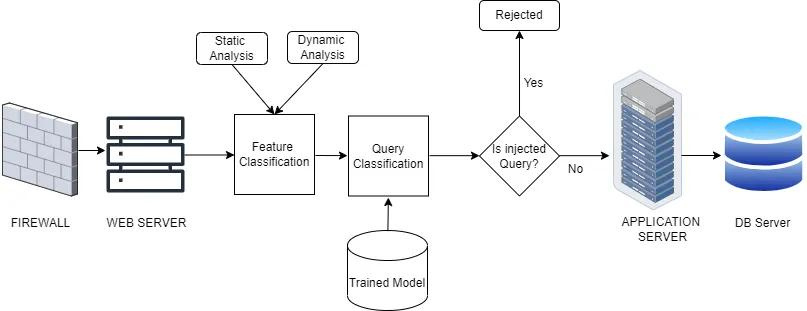 Rejected
Static
Analysis
Dynamic
Analysis
Yes
Feature
Classification
Query
Classification
Is injected
Query?
No
FIREWALL
WEB SERVER
APPLICATION
SERVER
DB Server
Trained Model